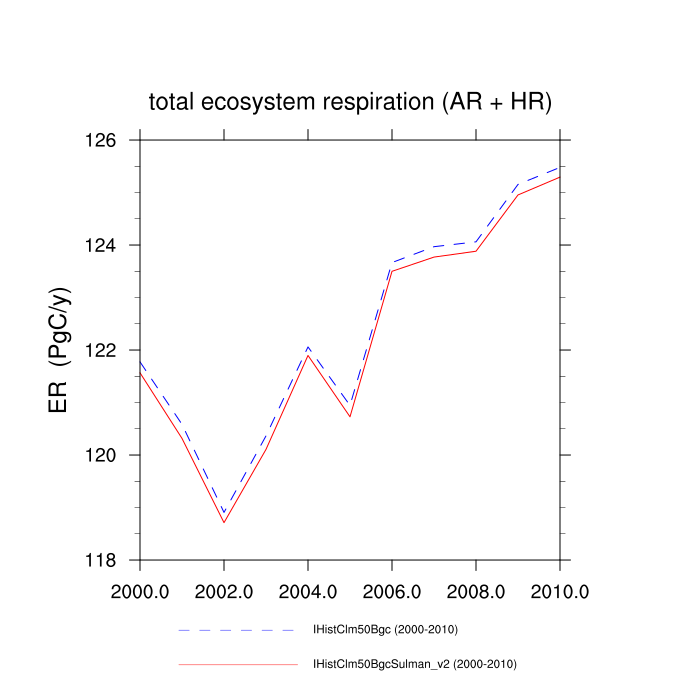 total ecosystem respiration (AR + HR)
126
124
122
120
118
ER (PgC/y)
2000.0 2002.0 2004.0 2006.0 2008.0 2010.0
IHistClm50Bgc (2000-2010)
IHistClm50BgcSulman_v2 (2000-2010)